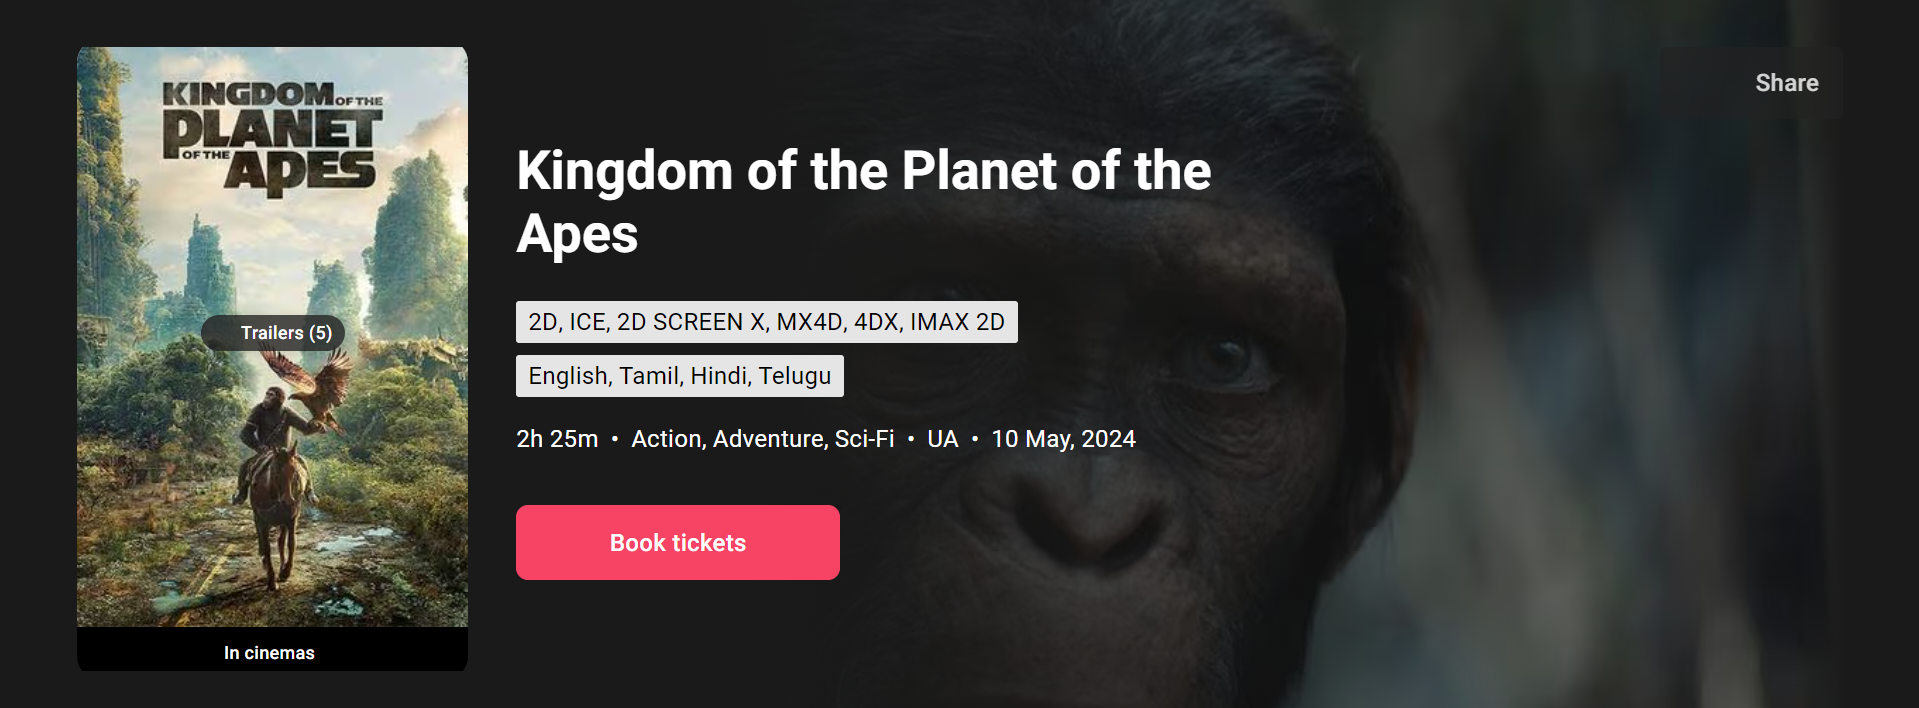 KINGDOM OF THE
PLANET
OF THE APES
Trailers (5)
In cinemas
Share
Kingdom of the Planet of the
Apes
2D, ICE, 2D SCREEN X, MX4D, 4DX, IMAX 2D
English, Tamil, Hindi, Telugu
2h 25m • Action, Adventure, Sci-Fi • UA • 10 May, 2024
Book tickets